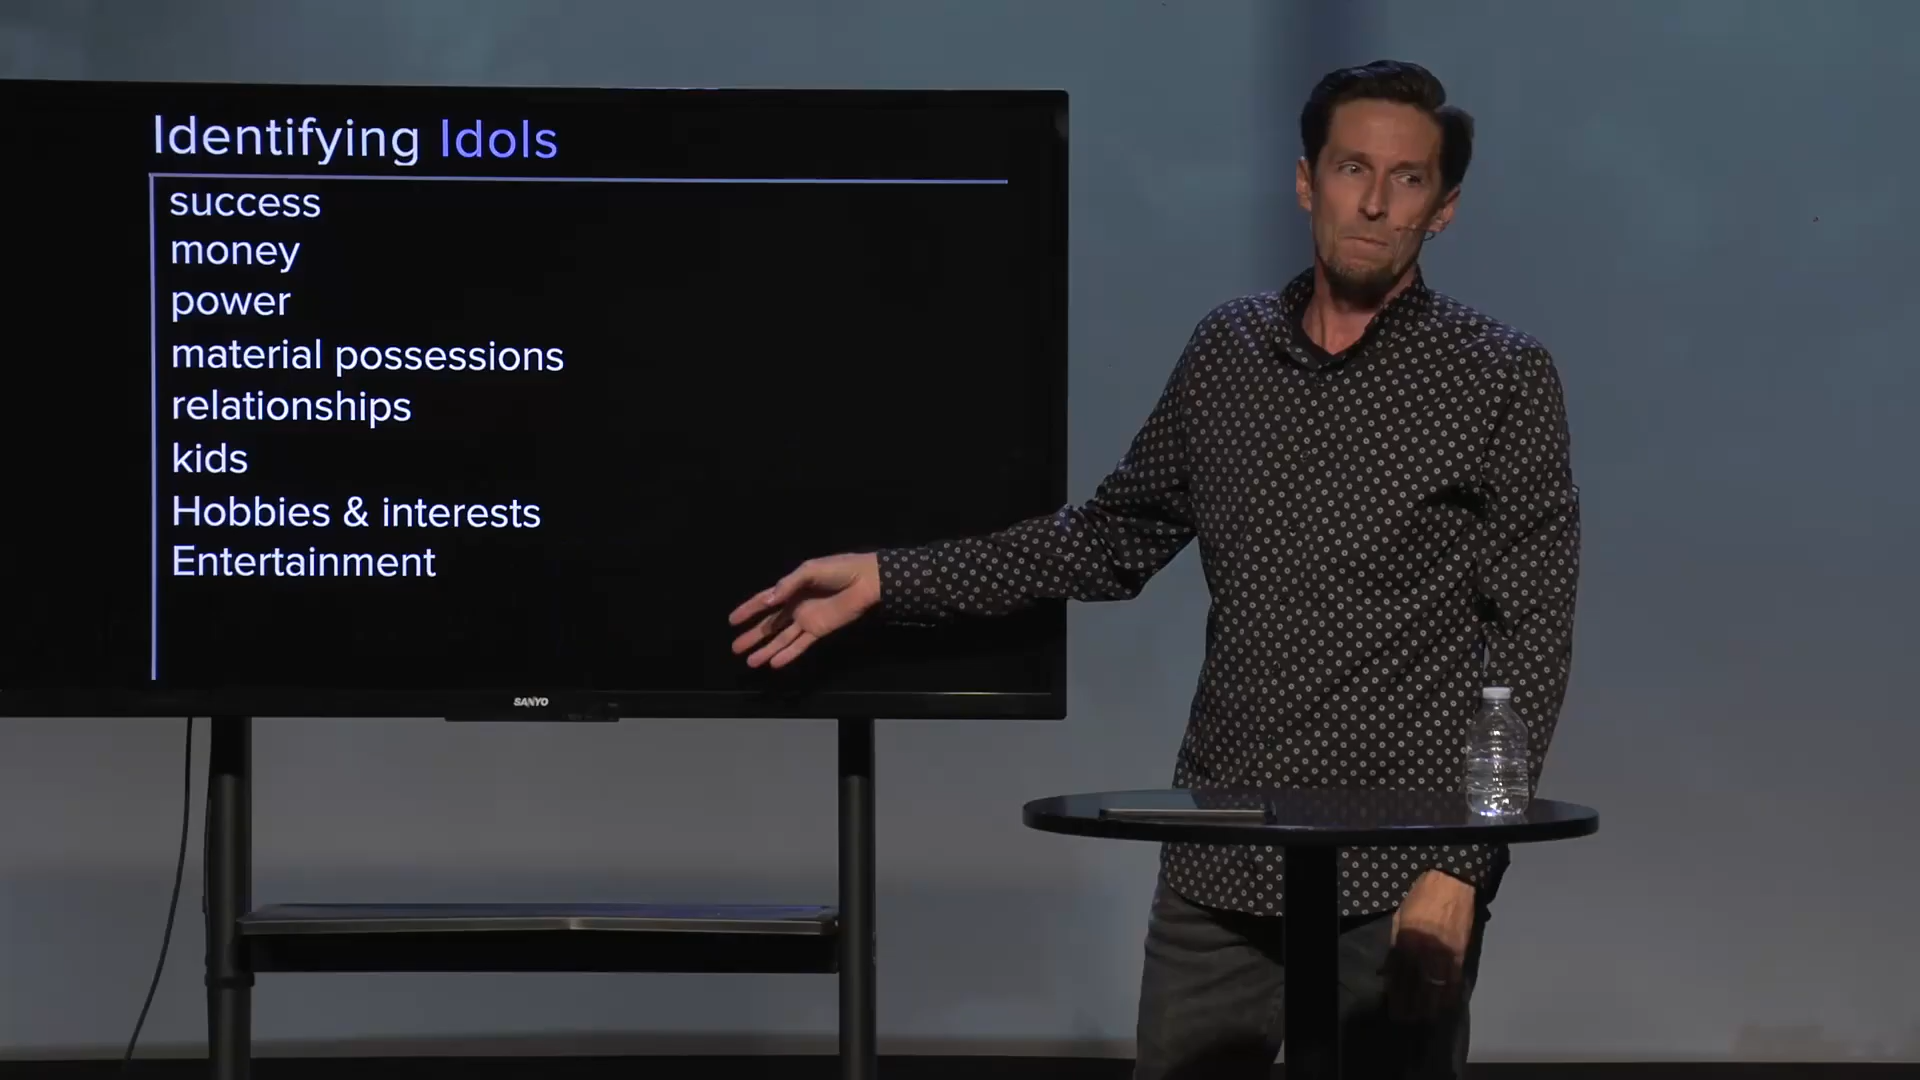 Identifying Idols
success
money
power
material possessions
relationships
kids
Hobbies & interests
Entertainment
SANYO